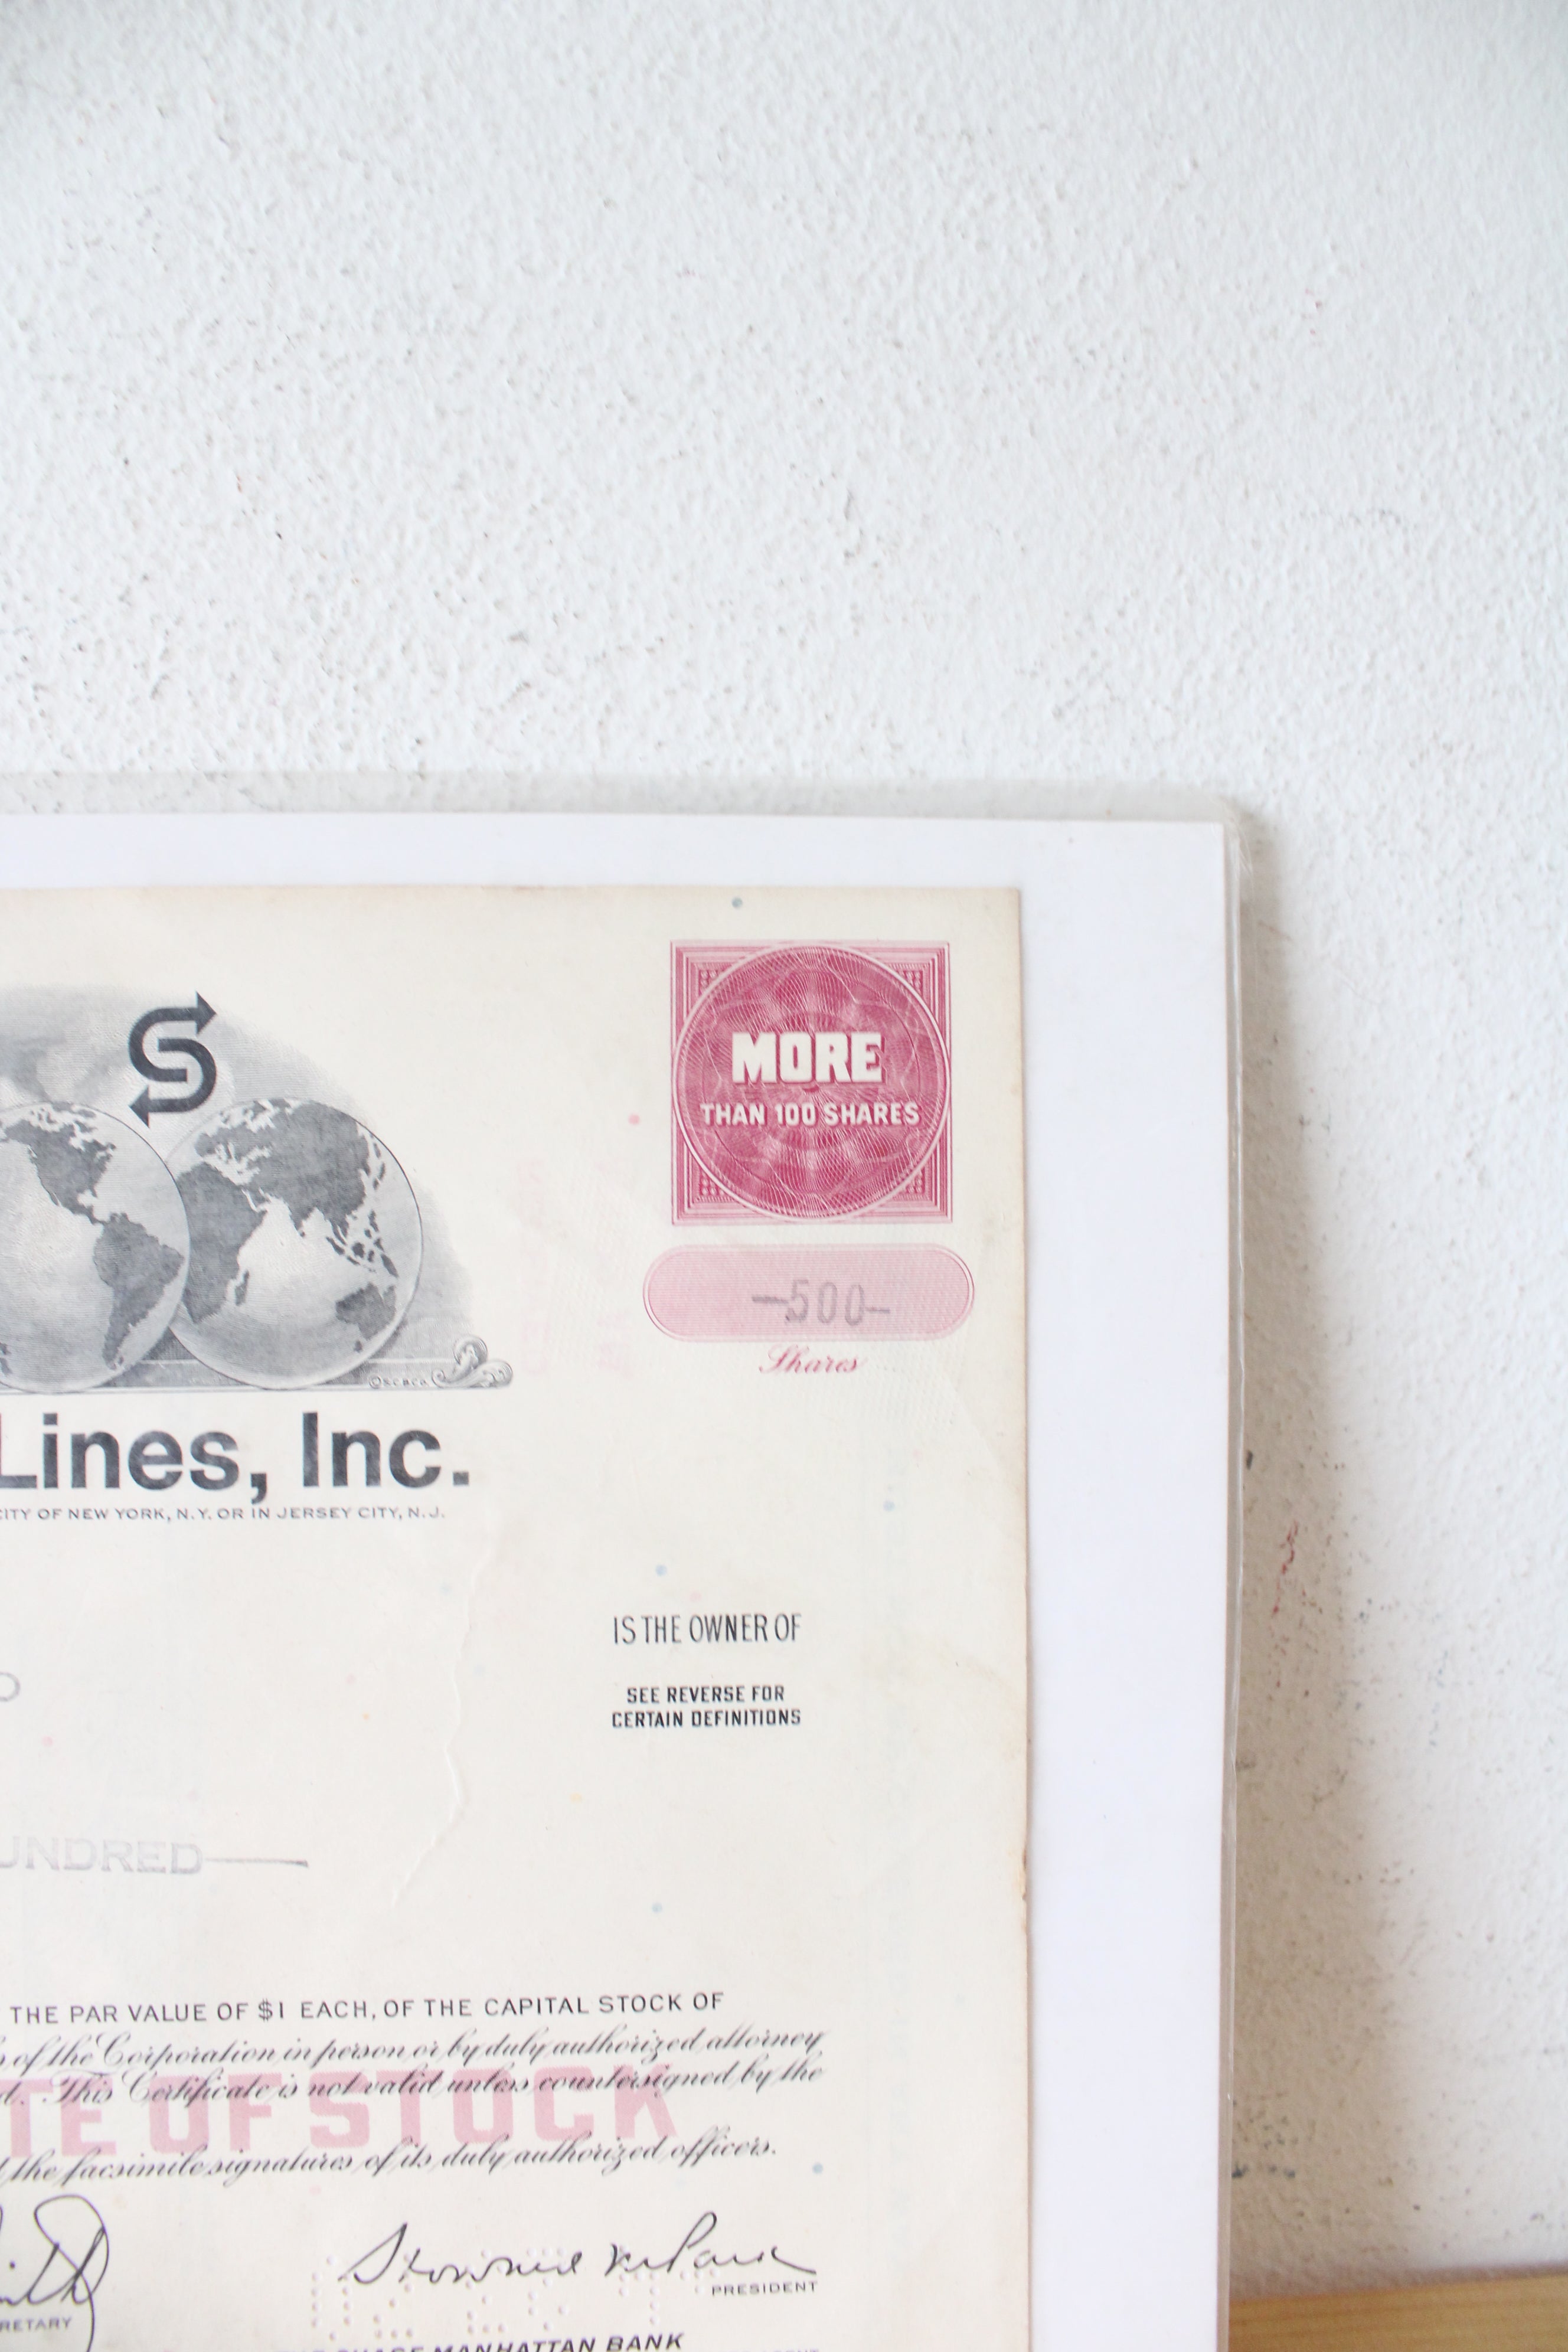 MORE
THAN 100 SHARES
—500—
Shares
©S.C.B.CO.
Lines, Inc.
CITY OF NEW YORK, N.Y. OR IN JERSEY CITY, N.J.
IS THE OWNER OF
SEE REVERSE FOR
CERTAIN DEFINITIONS
UNDRED——
THE PAR VALUE OF $1 EACH, OF THE CAPITAL STOCK OF
of the Corporation in person or by duly authorized attorney
This Certificate is not valid unless countersigned by the
TE OF STOCK
the facsimile signatures of its duly authorized officers.
PRESIDENT
RETARY
CHASE MANHATTAN BANK